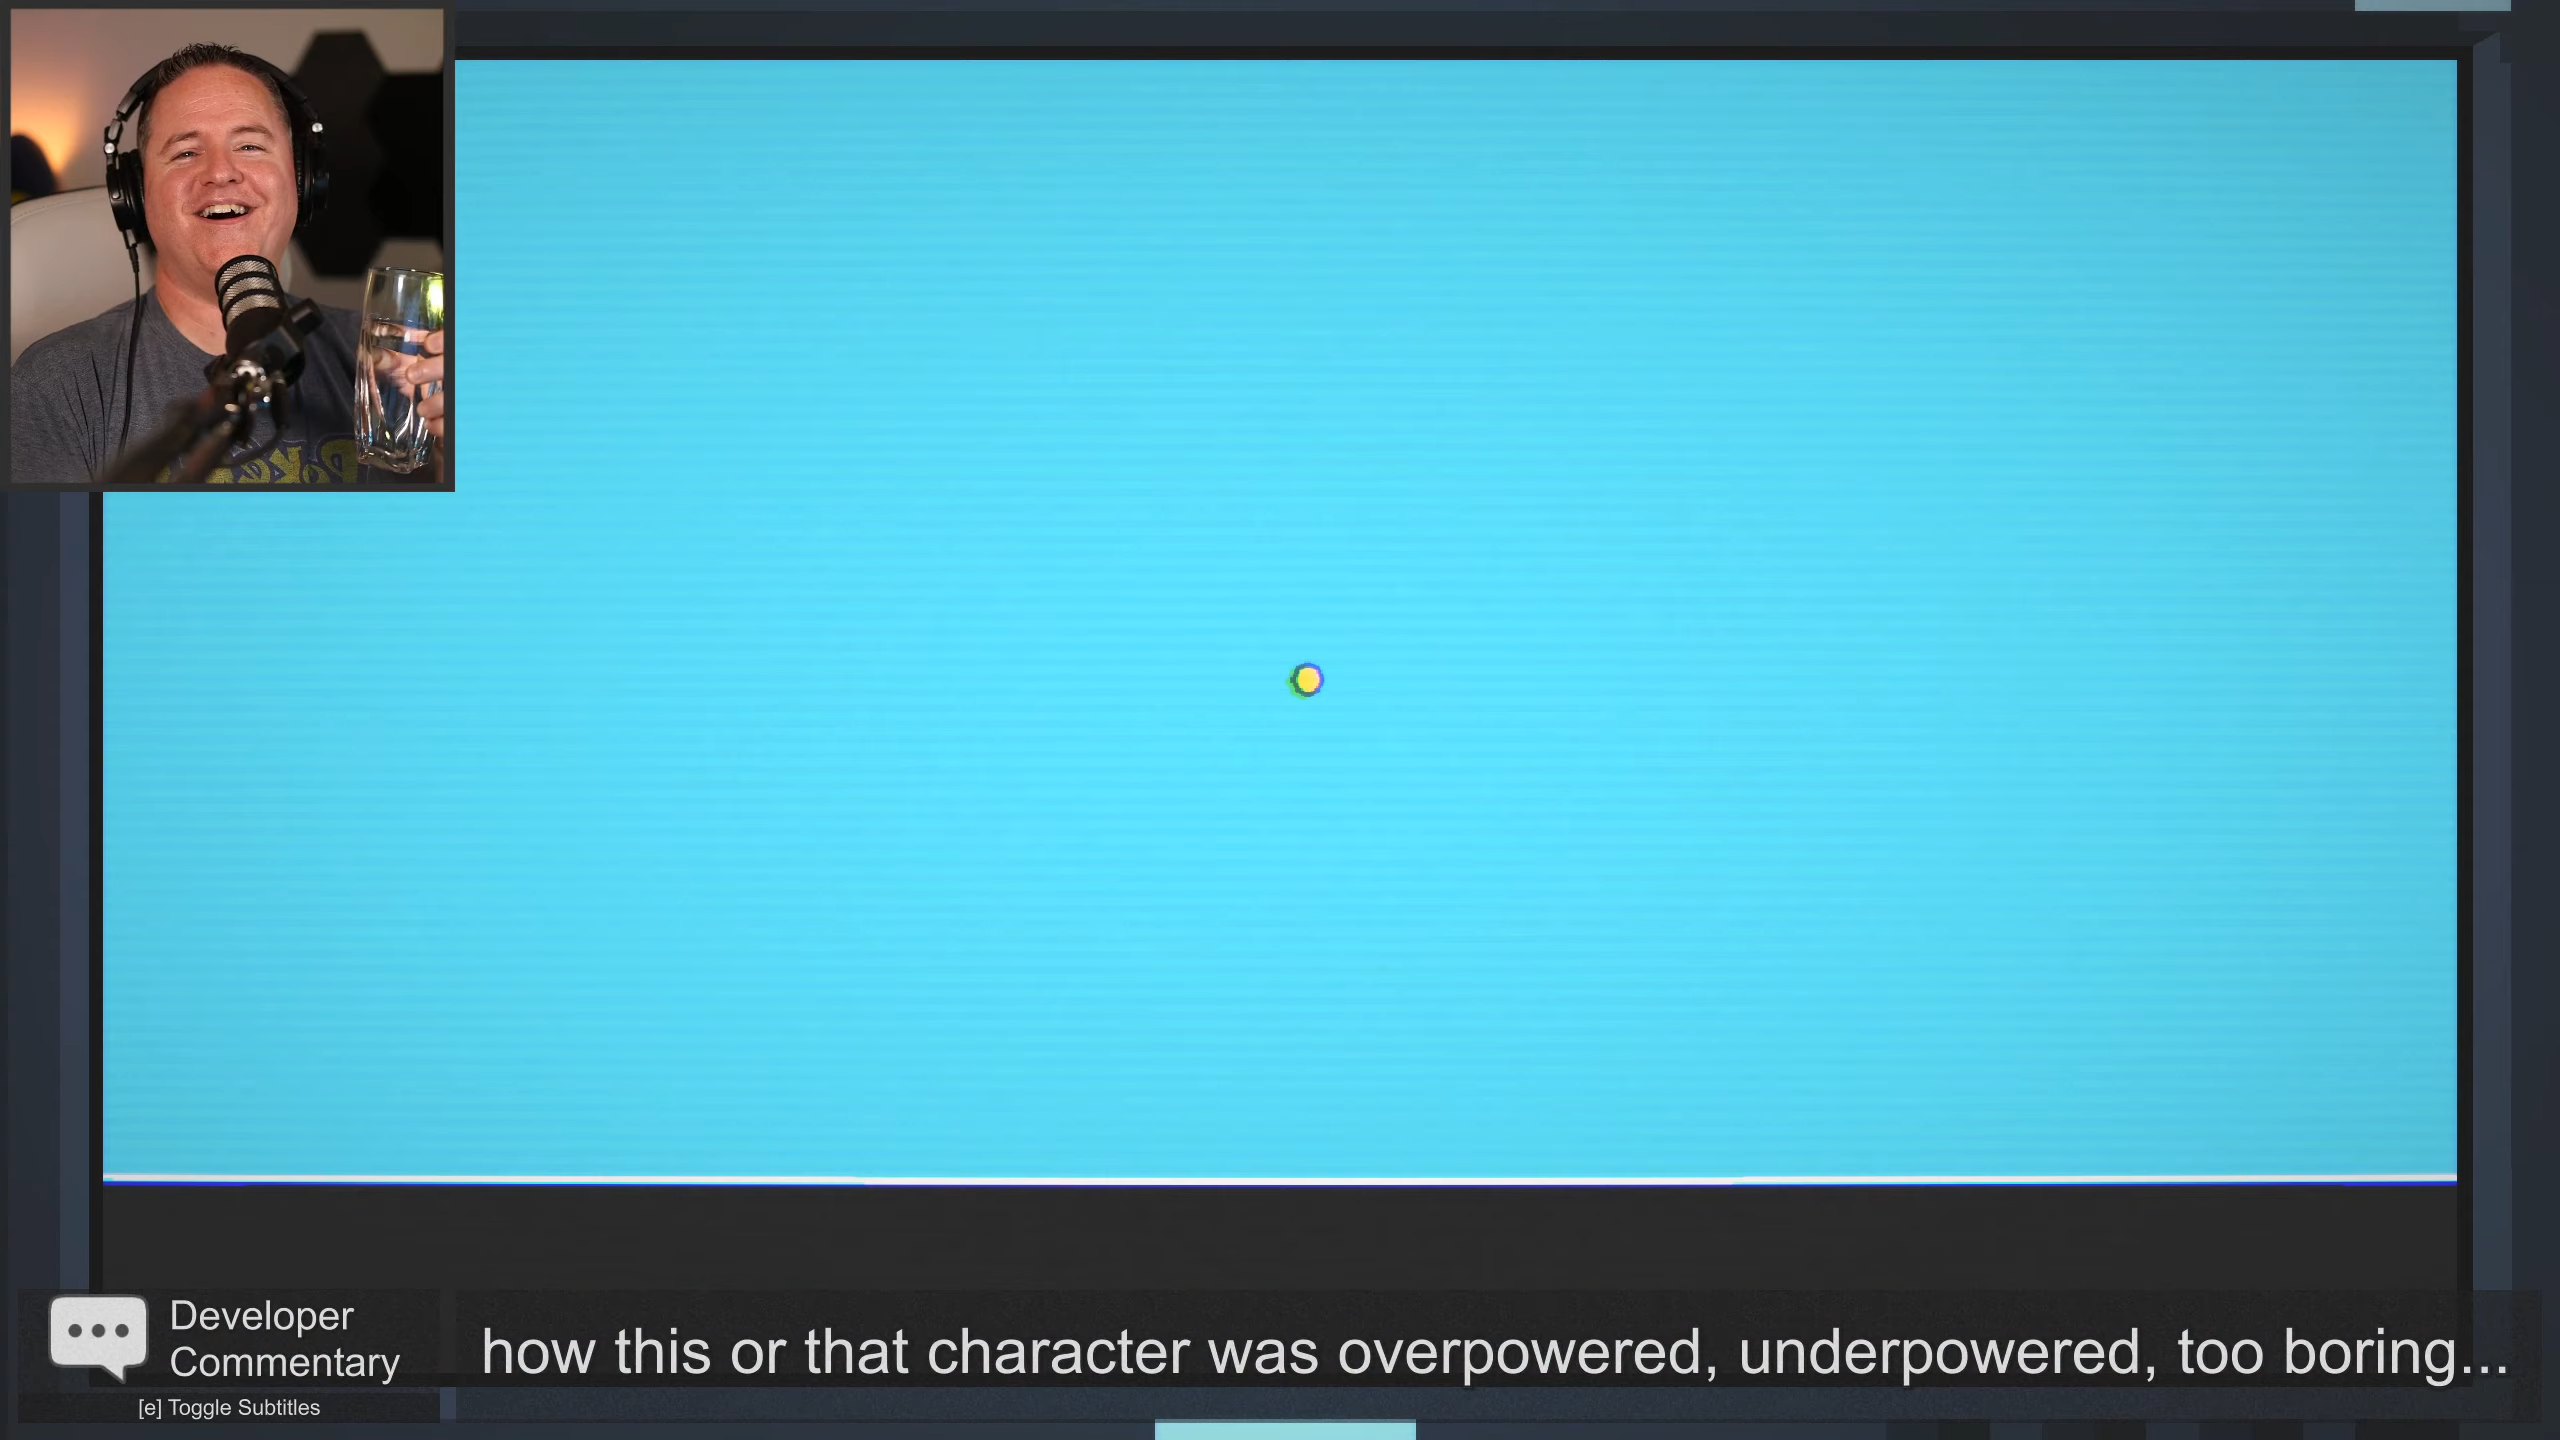 Developer
Commentary
how this or that character was overpowered, underpowered, too boring...
[e] Toggle Subtitles